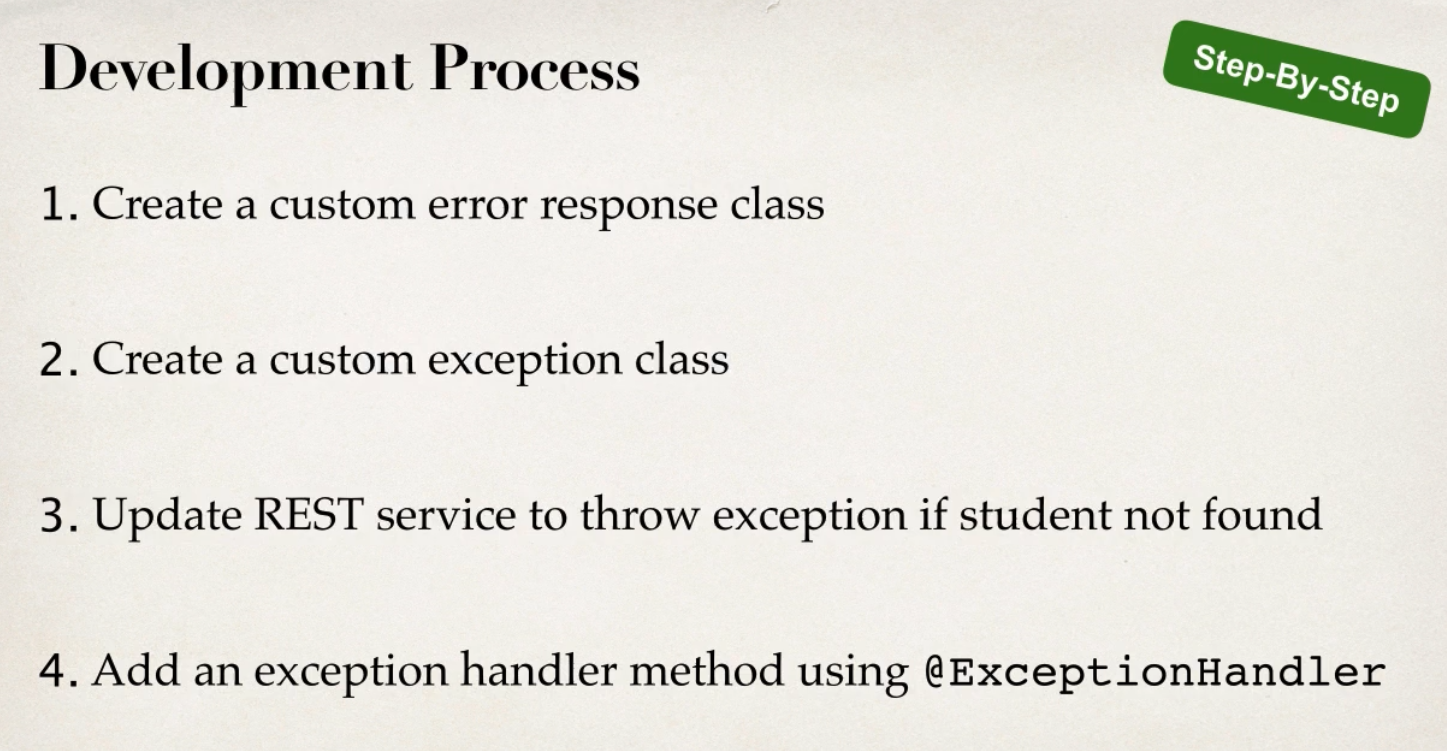 Development Process
Step-By-Step
1. Create a custom error response class
2. Create a custom exception class
3. Update REST service to throw exception if student not found
4. Add an exception handler method using @ExceptionHandler